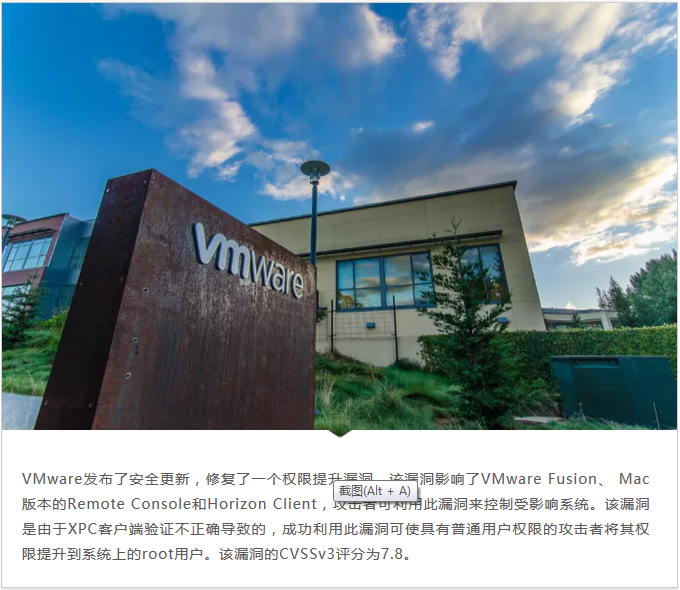 vmware
VMware发布了安全更新，修复了一个权限提升漏洞。该漏洞影响了VMware Fusion、 Mac
截图(Alt + A)
版本的Remote Console和Horizon Client，攻击者可利用此漏洞来控制受影响系统。该漏洞
是由于XPC客户端验证不正确导致的，成功利用此漏洞可使具有普通用户权限的攻击者将其权
限提升到系统上的root用户。该漏洞的CVSSv3评分为7.8。